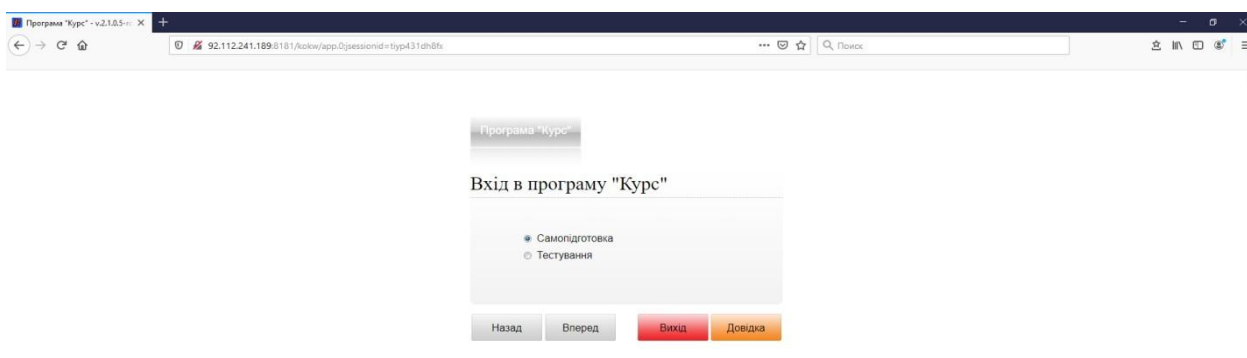 Програма "Курс" - v.2.1.0.5-r
92.112.241.189:8181/kokw/app.0;jsessionid=tiyp431dh8fx
Поиск
Програма "Курс"
Вхід в програму "Курс"
Самопідготовка
Тестування
Назад Вперед Вихід Довідка